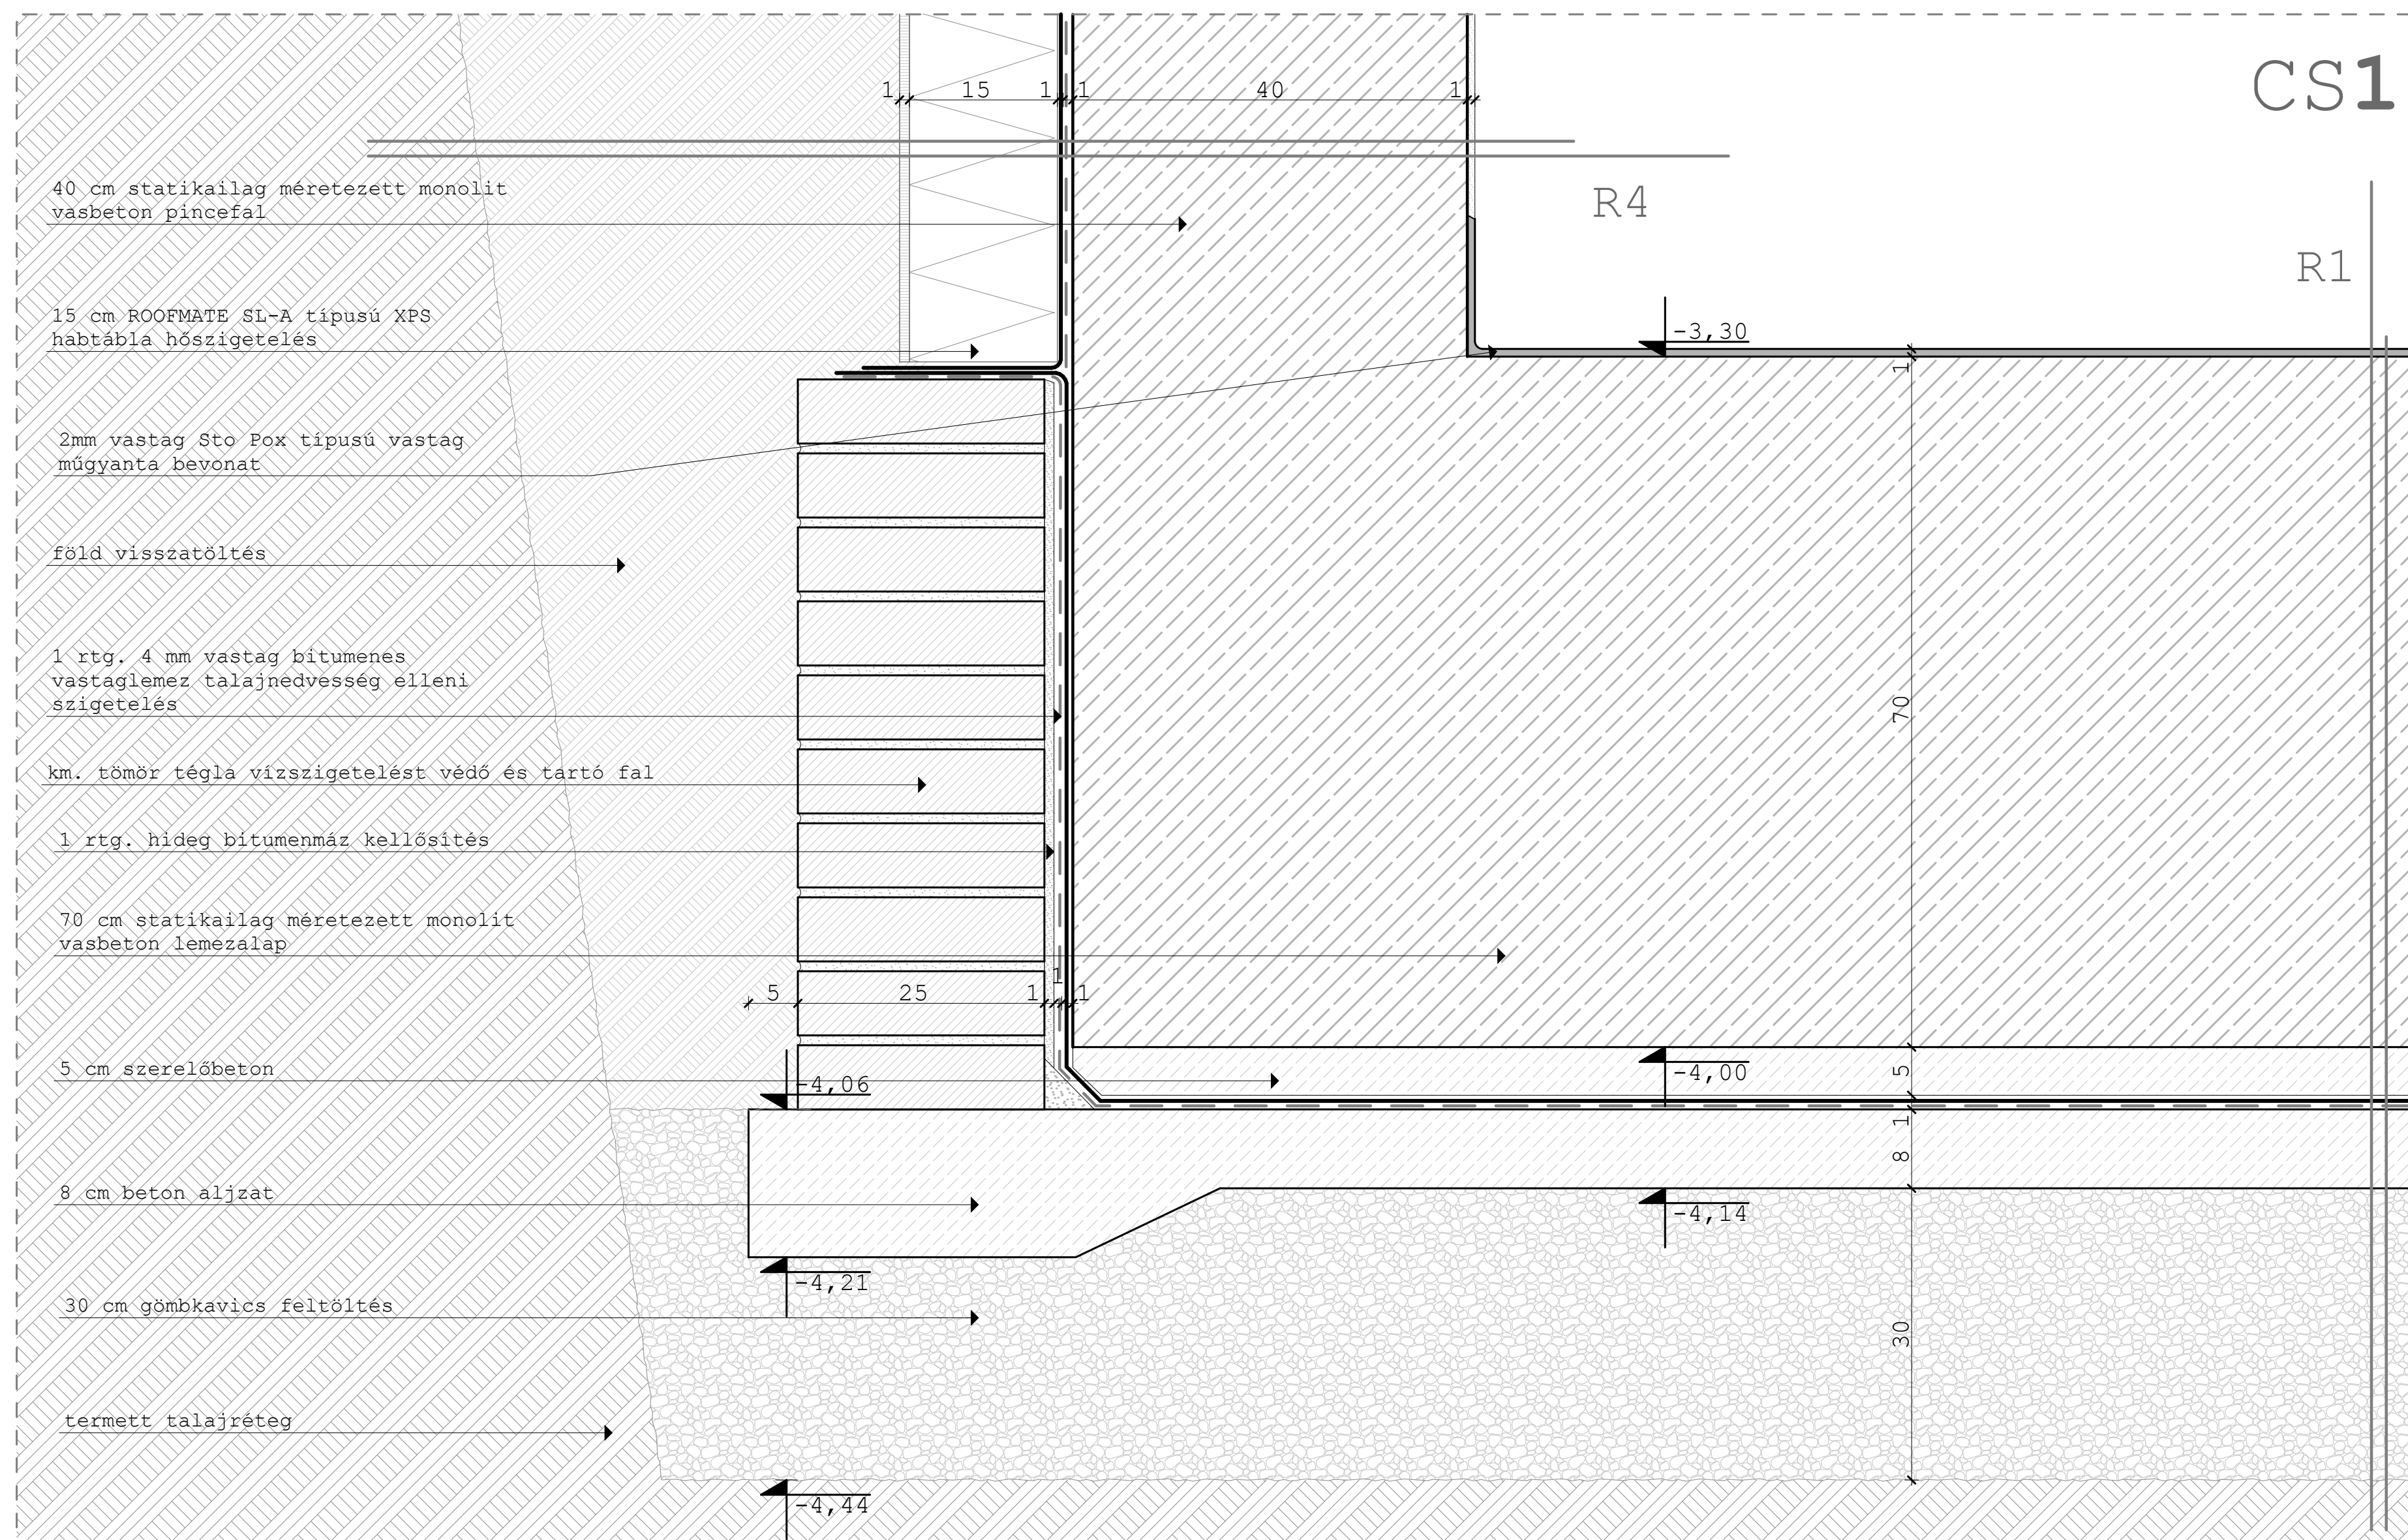 CS1
1 15 1 1 40 1
R4
R1
40 cm statikailag méretezett monolit
vasbeton pincefal
15 cm ROOFMATE SL-A típusú XPS
habtábla hőszigetelés
-3,30
1
2mm vastag Sto Pox típusú vastag
műgyanta bevonat
föld visszatöltés
1 rtg. 4 mm vastag bitumenes
vastaglemez talajnedvesség elleni
szigetelés
70
km. tömör tégla vízszigetelést védő és tartó fal
1 rtg. hideg bitumenmáz kellősítés
70 cm statikailag méretezett monolit
vasbeton lemezalap
5 25 1 1 1
5 cm szerelőbeton
-4,06
-4,00
5
1
8
8 cm beton aljzat
-4,14
-4,21
30 cm gömbkavics feltöltés
30
termett talajréteg
-4,44